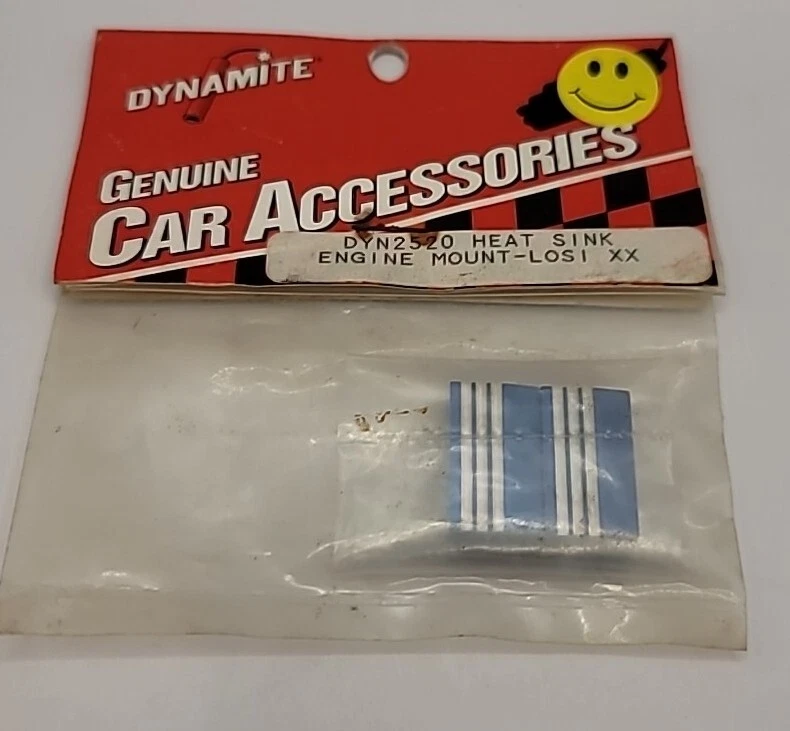 DYNAMITE
GENUINE
CAR ACCESSORIES
DYN2520 HEAT SINK
ENGINE MOUNT-LOSI XX